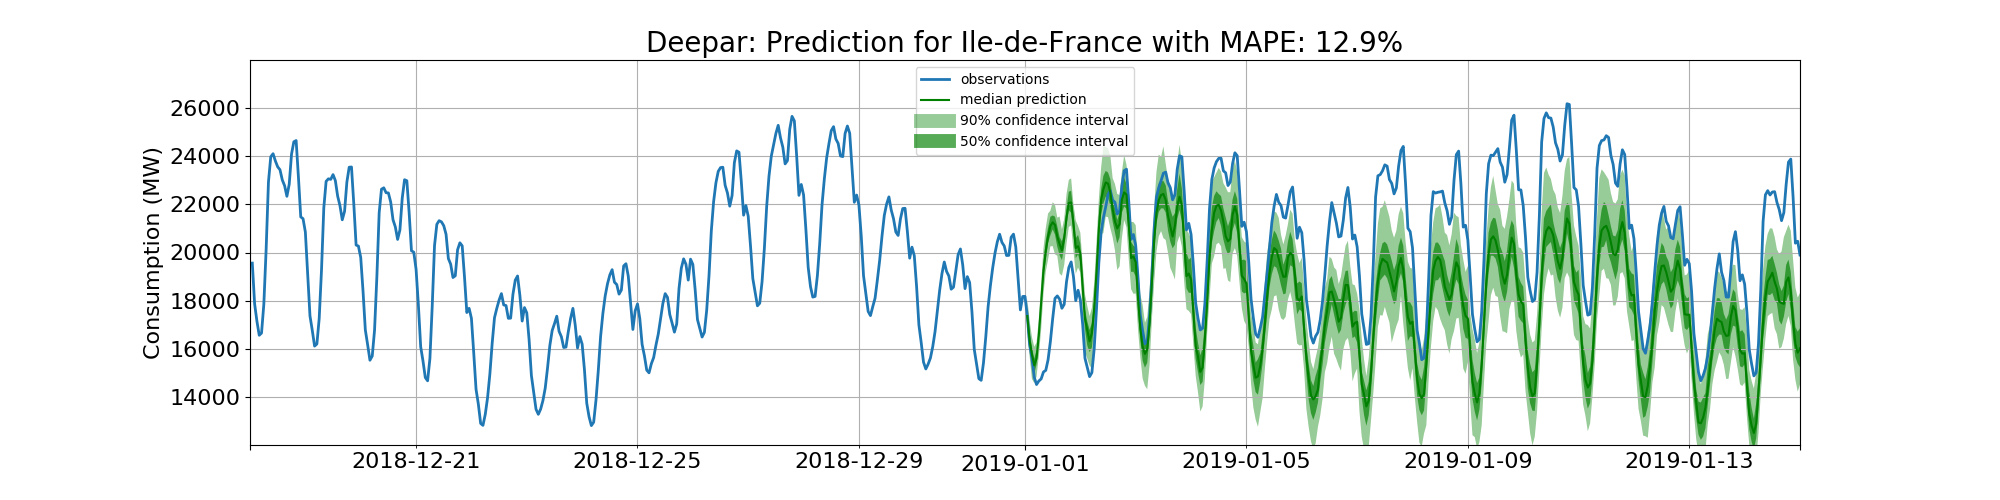 Deepar: Prediction for Ile-de-France with MAPE: 12.9%
observations
median prediction
90% confidence interval
50% confidence interval
Consumption (MW)
26000
24000
22000
20000
18000
16000
14000
2018-12-21 2018-12-25 2018-12-29 2019-01-01 2019-01-05 2019-01-09 2019-01-13